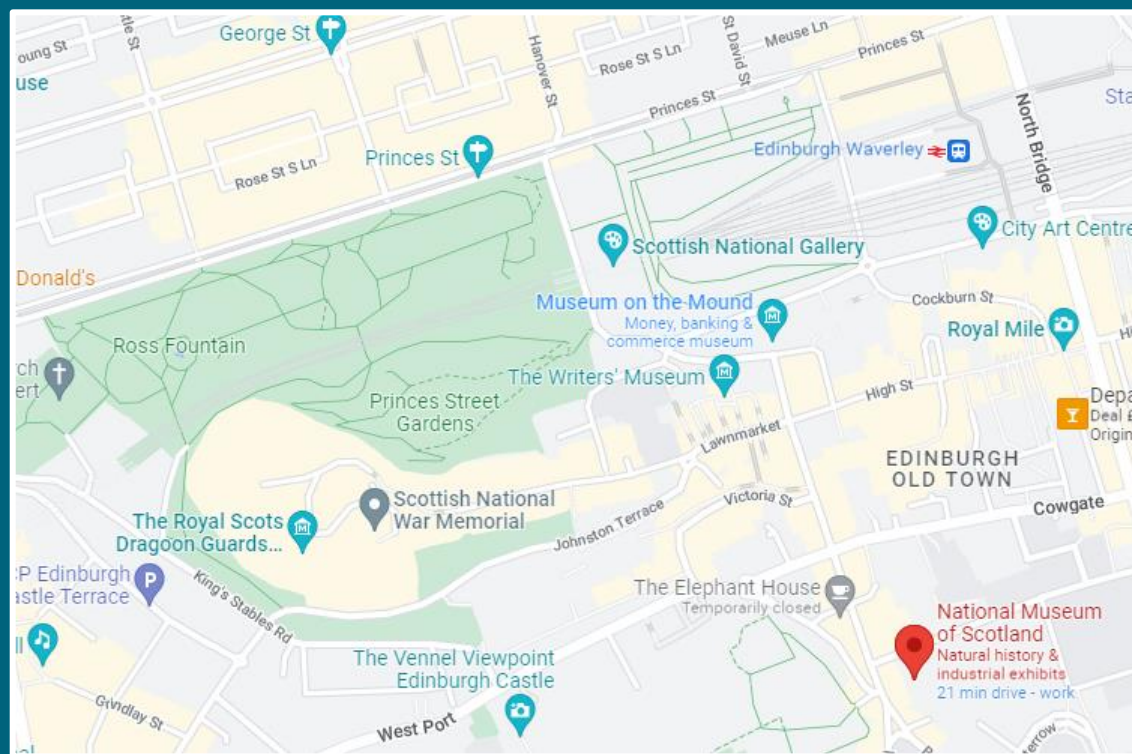 George St
Hanover St
St David St
Meuse Ln
Princes St
Rose St S Ln
Princes St
North Bridge
Edinburgh Waverley
Princes St
Rose St S Ln
City Art Centre
Scottish National Gallery
Donald's
Museum on the Mound
Money, banking &
commerce museum
Cockburn St
Royal Mile
Ross Fountain
The Writers' Museum
High St
Princes Street
Gardens
Lawnmarket
EDINBURGH
OLD TOWN
Scottish National
War Memorial
Victoria St
Cowgate
The Royal Scots
Dragoon Guards...
Johnston Terrace
P Edinburgh
astle Terrace
P
King's Stables Rd
The Elephant House
Temporarily closed
National Museum
of Scotland
Natural history &
industrial exhibits
21 min drive - work
The Vennel Viewpoint
Edinburgh Castle
Grindlay St
West Port